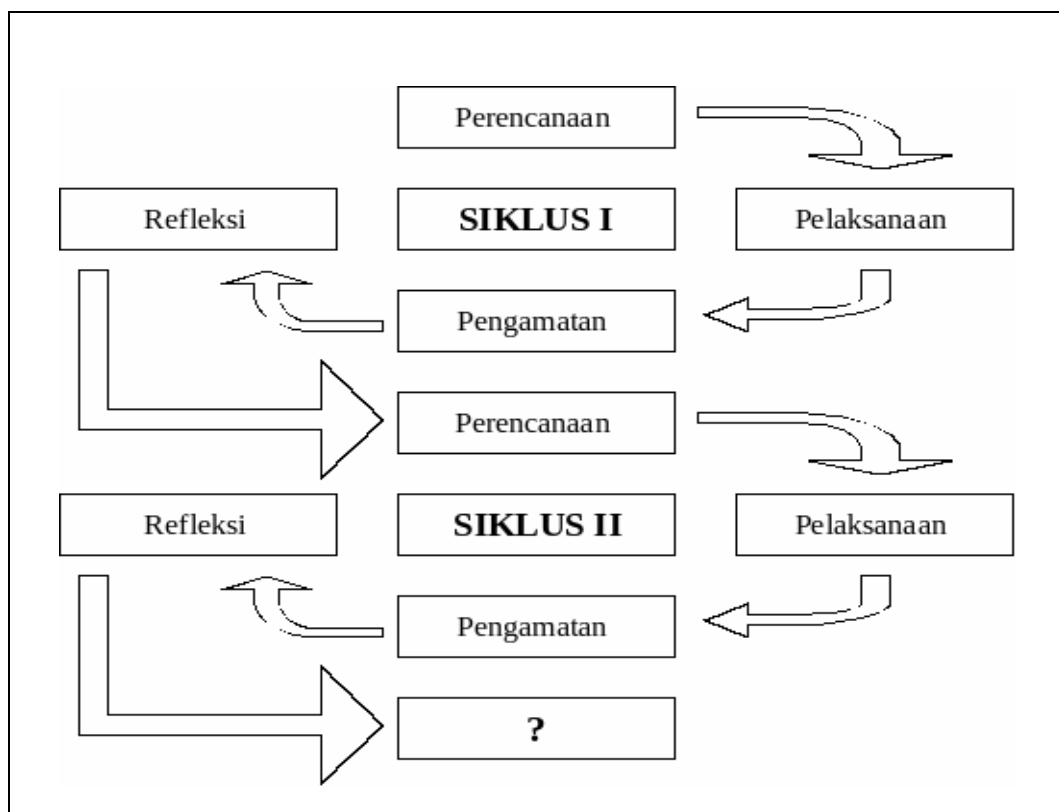 Perencanaan
Refleksi
SIKLUS I
Pelaksanaan
Pengamatan
Perencanaan
Refleksi
SIKLUS II
Pelaksanaan
Pengamatan
?